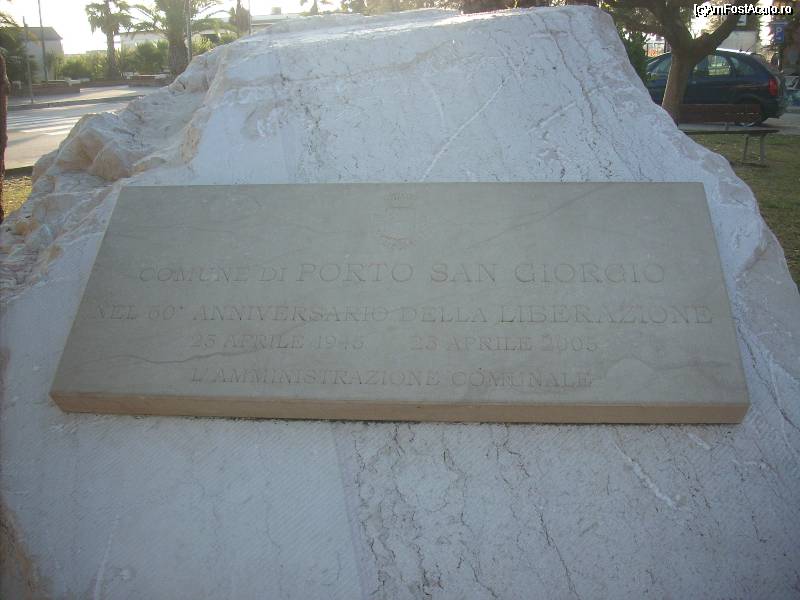 (c)AmFostAcolo.ro
COMUNE DI PORTO SAN GIORGIO
NEL 60° ANNIVERSARIO DELLA LIBERAZIONE
25 APRILE 1945 25 APRILE 2005
L'AMMINISTRAZIONE COMUNALE